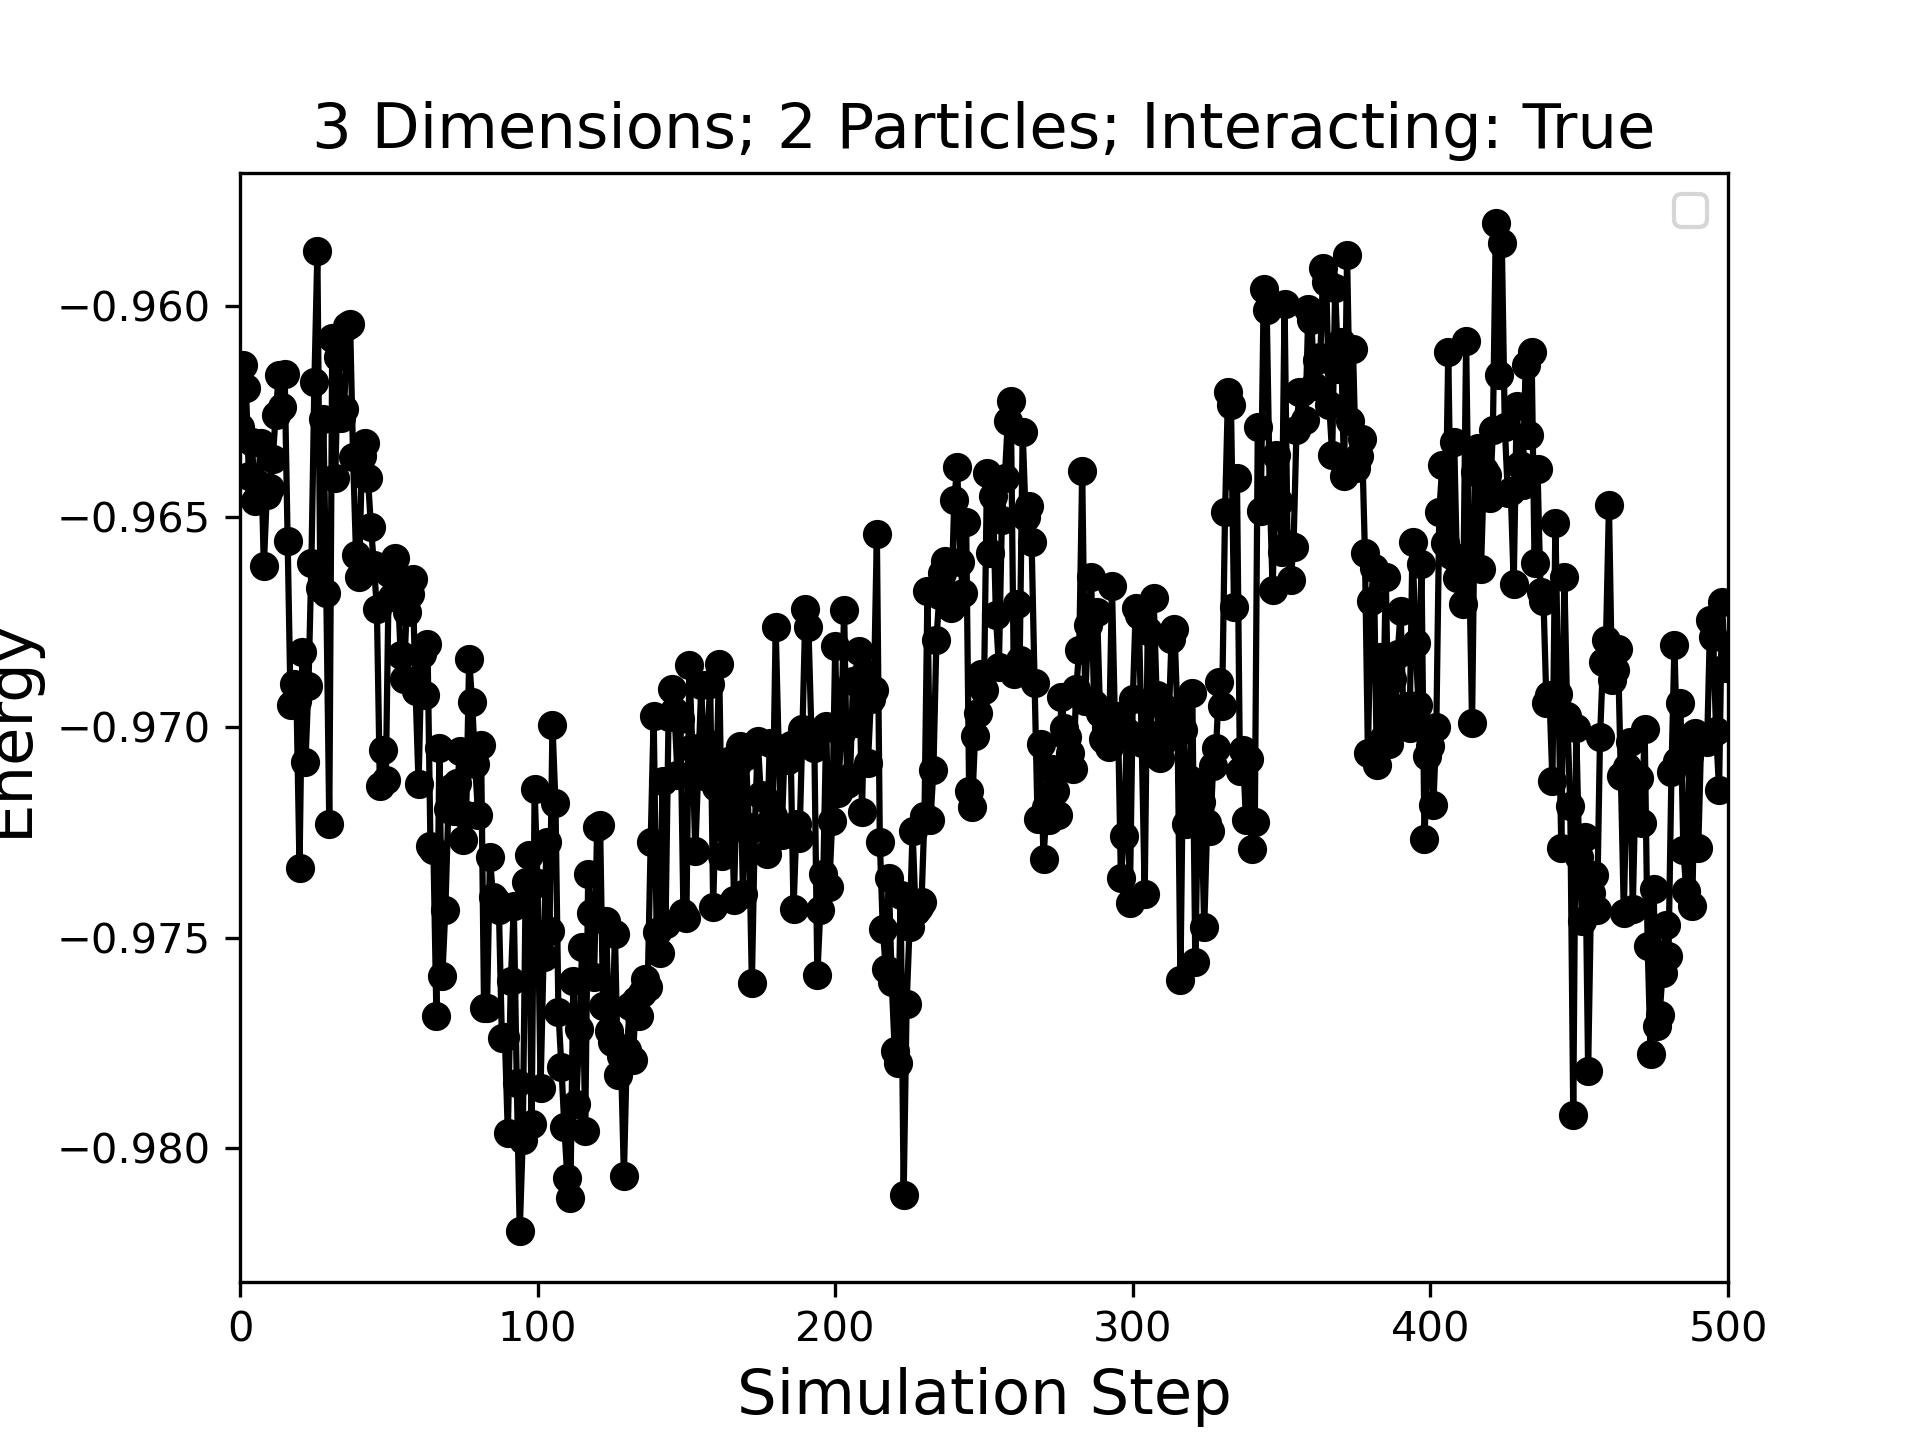 3 Dimensions; 2 Particles; Interacting: True
Energy
−0.960
−0.965
−0.970
−0.975
−0.980
0 100 200 300 400 500
Simulation Step